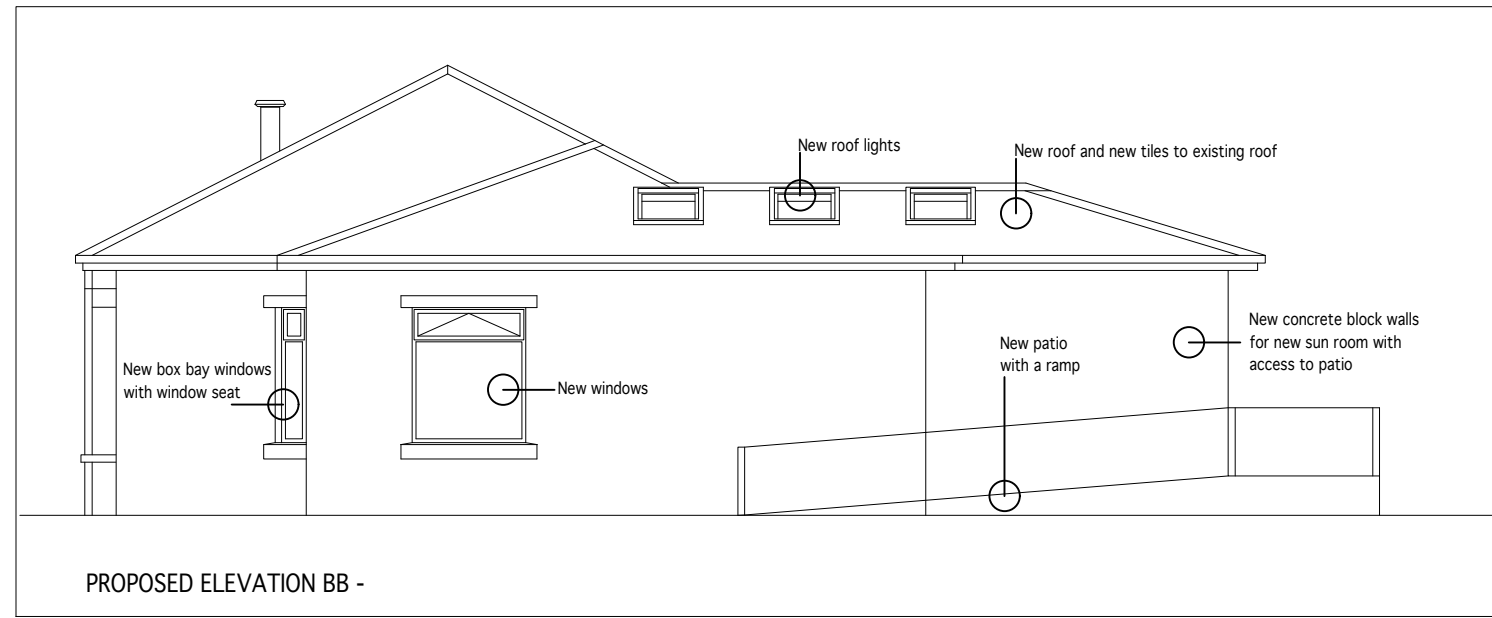 New roof lights
New roof and new tiles to existing roof
New concrete block walls
for new sun room with
access to patio
New patio
with a ramp
New box bay windows
with window seat
New windows
PROPOSED ELEVATION BB -